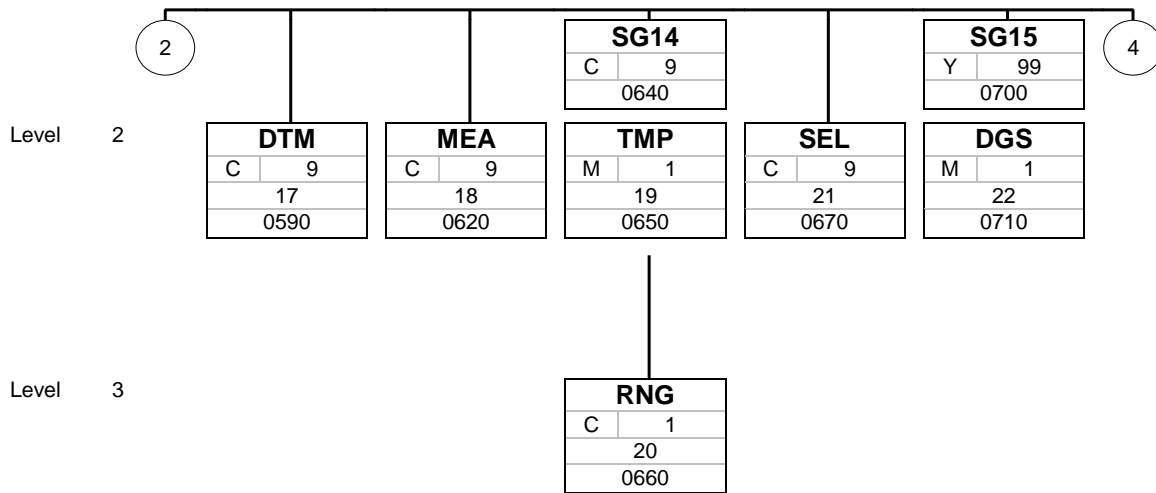 2
SG14
C 9
0640
SG15
Y 99
0700
4
Level 2
DTM
C 9
17
0590
MEA
C 9
18
0620
TMP
M 1
19
0650
SEL
C 9
21
0670
DGS
M 1
22
0710
Level 3
RNG
C 1
20
0660